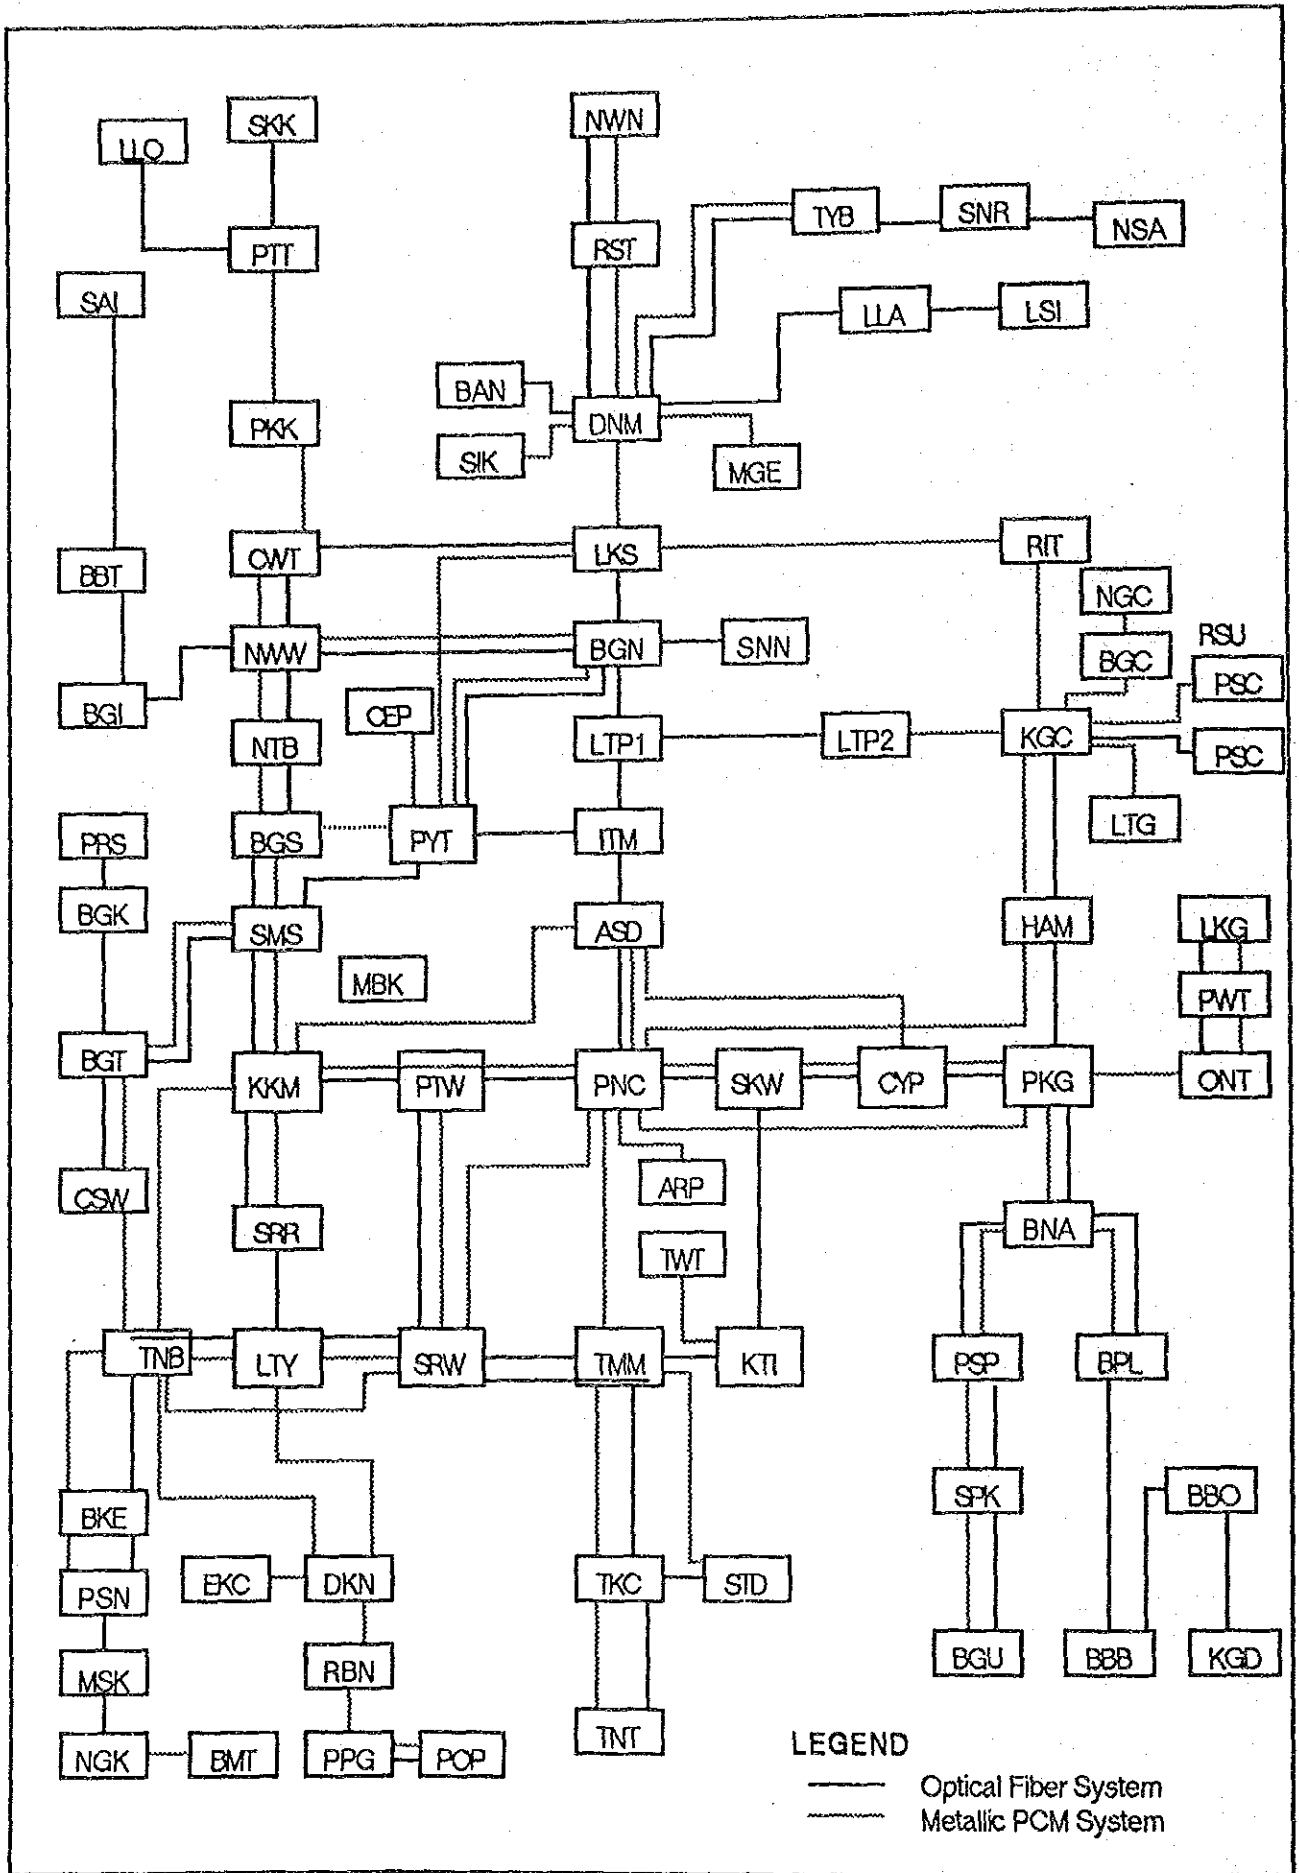 SKK
NWN
LLO
TYB
SNR
NSA
PTT
RST
SAI
LLA
LSI
BAN
PKK
DNM
SIK
MGE
CWT
LKS
RIT
BBT
NGC
NWW
BGN
SNN
BGC
RSU
PSC
BGI
CEP
NTB
LTP1
LTP2
KGC
PSC
PRS
BGS
PYT
ITM
LTG
BGK
SMS
ASD
HAM
LKG
MBK
PWT
BGT
KKM
PTW
PNC
SKW
CYP
PKG
ONT
CSW
ARP
SRR
TWT
BNA
TNB
LTY
SRW
TMM
KTI
PSP
BPL
BKE
SPK
BBO
PSN
EKC
DKN
TKC
STD
MSK
RBN
BGU
BBB
KGD
NGK
BMT
PPG
POP
TNT
LEGEND
Optical Fiber System
Metallic PCM System